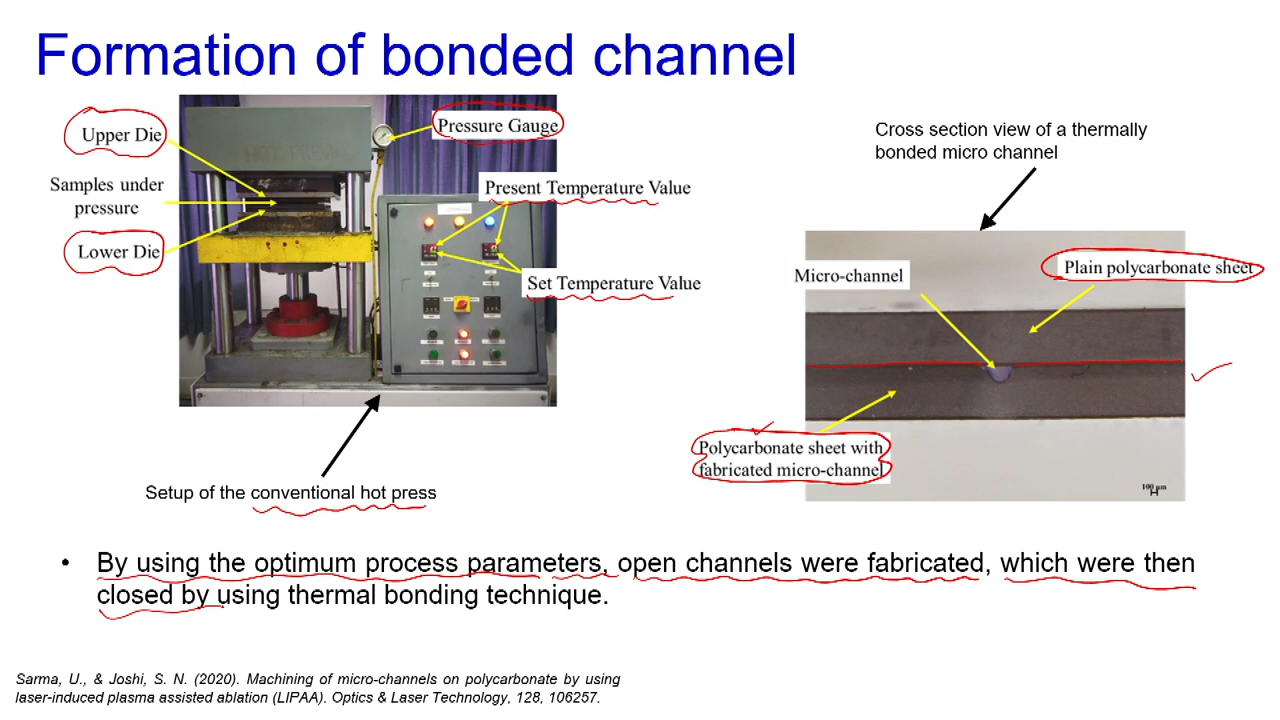 Formation of bonded channel
Upper Die
Samples under
pressure
Lower Die
Pressure Gauge
Present Temperature Value
Set Temperature Value
HOT PRESS
Setup of the conventional hot press
Cross section view of a thermally
bonded micro channel
Micro-channel
Plain polycarbonate sheet
Polycarbonate sheet with
fabricated micro-channel
100 µm
• By using the optimum process parameters, open channels were fabricated, which were then
closed by using thermal bonding technique.
Sarma, U., & Joshi, S. N. (2020). Machining of micro-channels on polycarbonate by using
laser-induced plasma assisted ablation (LIPAA). Optics & Laser Technology, 128, 106257.